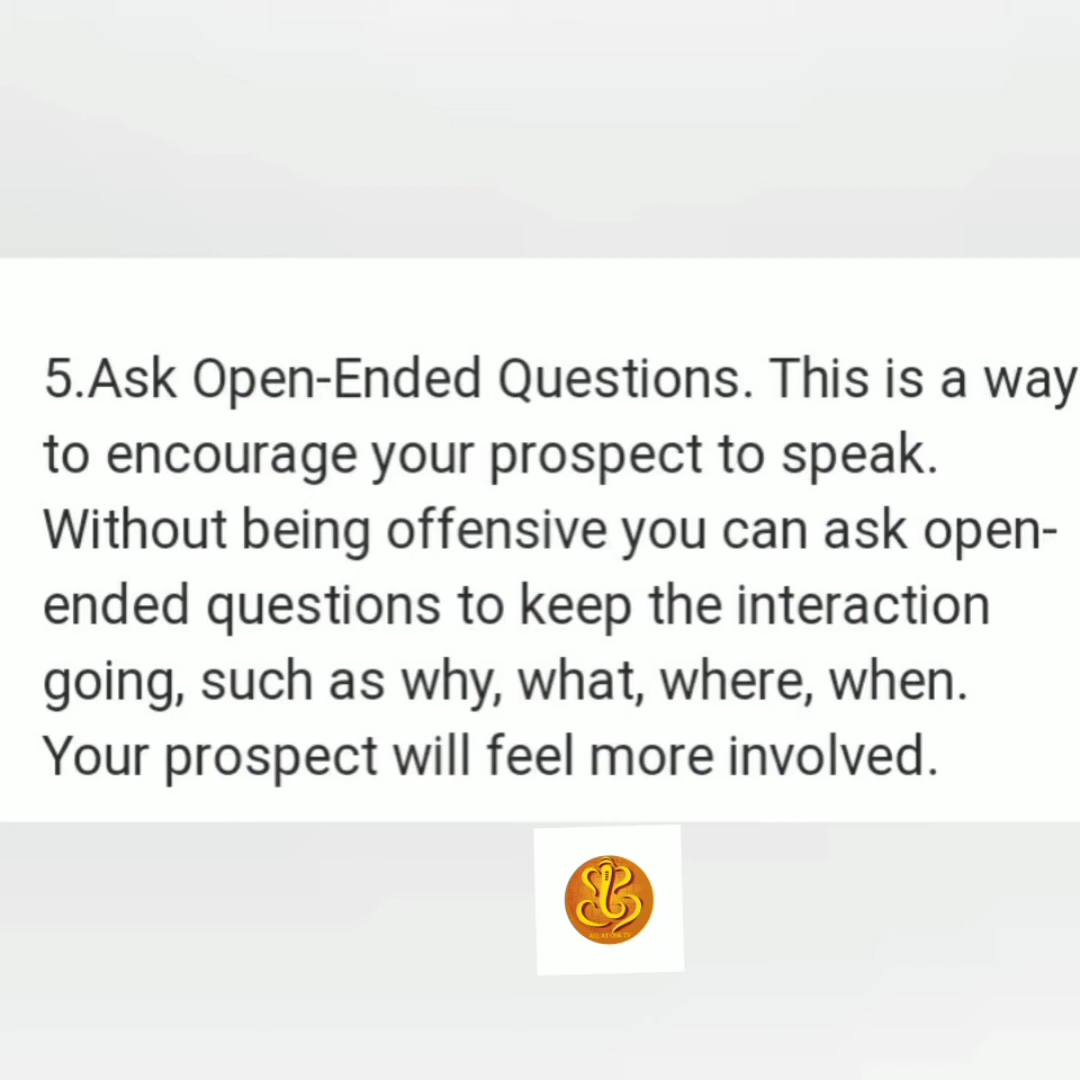 5.Ask Open-Ended Questions. This is a way
to encourage your prospect to speak.
Without being offensive you can ask open-
ended questions to keep the interaction
going, such as why, what, where, when.
Your prospect will feel more involved.